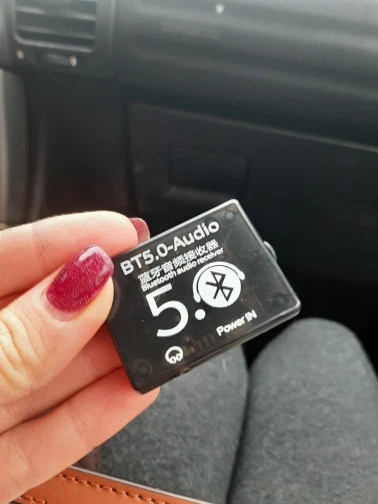 BT5.0-Audio
蓝牙音频接收器
Bluetooth audio receiver
5.0
Power IN